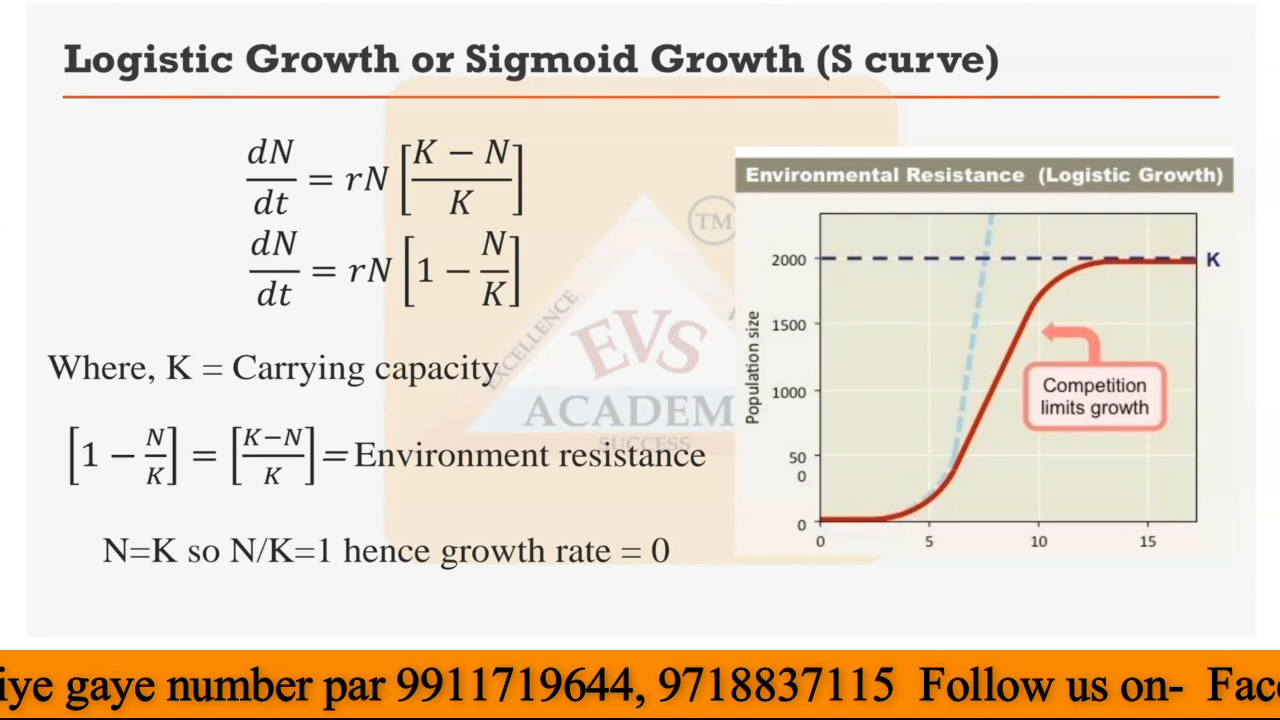 Logistic Growth or Sigmoid Growth (S curve)
dN/dt = rN [K − N/K]
dN/dt = rN [1 − N/K]
Where, K = Carrying capacity
[1 − N/K] = [K−N/K] = Environment resistance
N=K so N/K=1 hence growth rate = 0
TM
EXCELLENCE
EVS
ACADEM
SUCCESS
Environmental Resistance (Logistic Growth)
Population size
2000
1500
1000
50
0
0
K
Competition
limits growth
0 5 10 15
iye gaye number par 9911719644, 9718837115 Follow us on- Fac